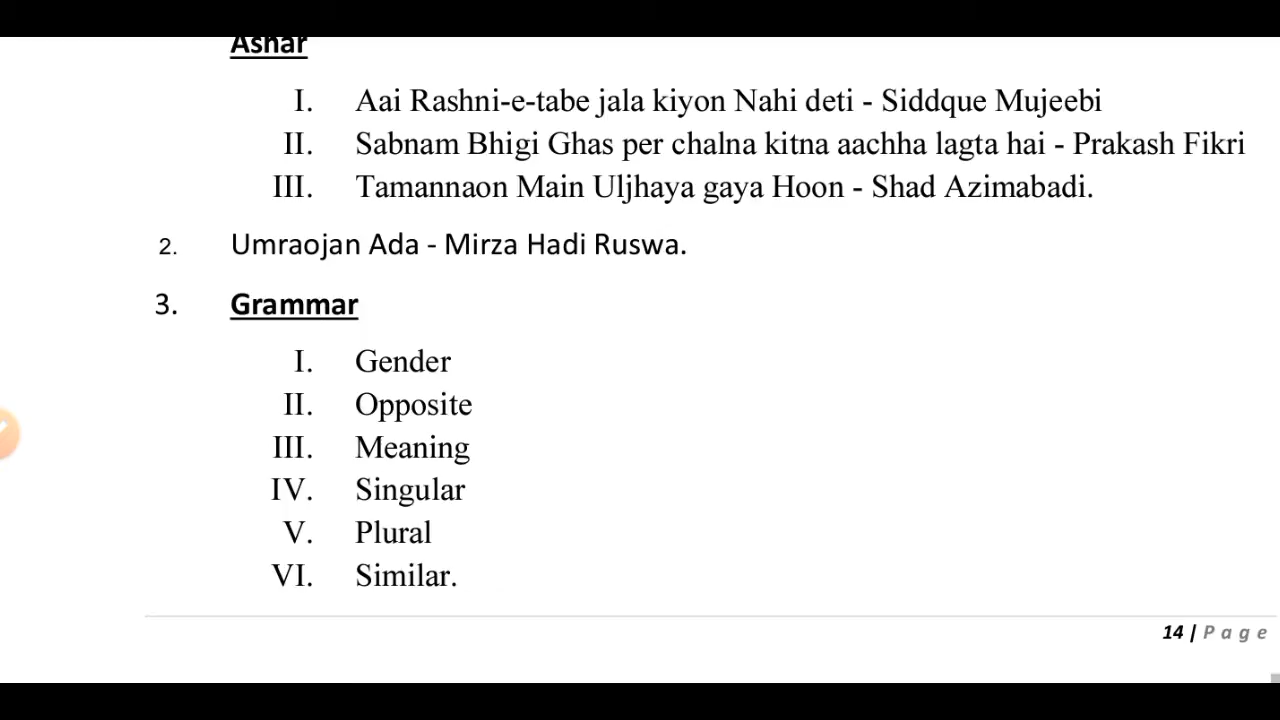 Ashar
I. Aai Rashni-e-tabe jala kiyon Nahi deti - Siddque Mujeebi
II. Sabnam Bhigi Ghas per chalna kitna aachha lagta hai - Prakash Fikri
III. Tamannaon Main Uljhaya gaya Hoon - Shad Azimabadi.
2. Umraojan Ada - Mirza Hadi Ruswa.
3. Grammar
I. Gender
II. Opposite
III. Meaning
IV. Singular
V. Plural
VI. Similar.
14 | Page